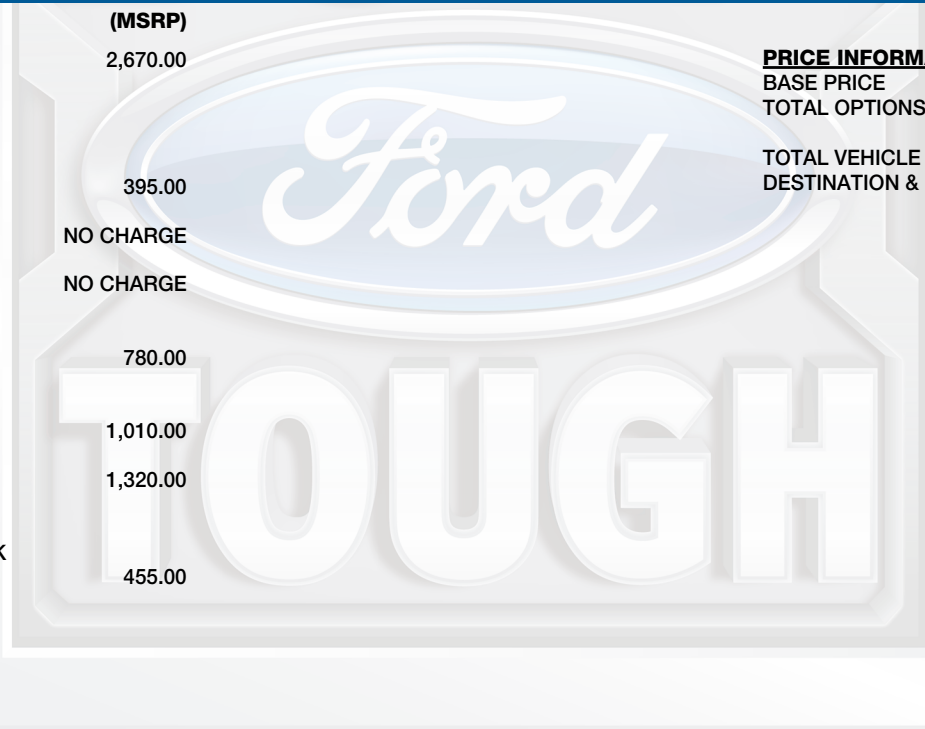 (MSRP)
2,670.00
395.00
NO CHARGE
NO CHARGE
780.00
1,010.00
1,320.00
K
455.00
PRICE INFORMA
BASE PRICE
TOTAL OPTIONS
TOTAL VEHICLE
DESTINATION &
Ford
TOUGH